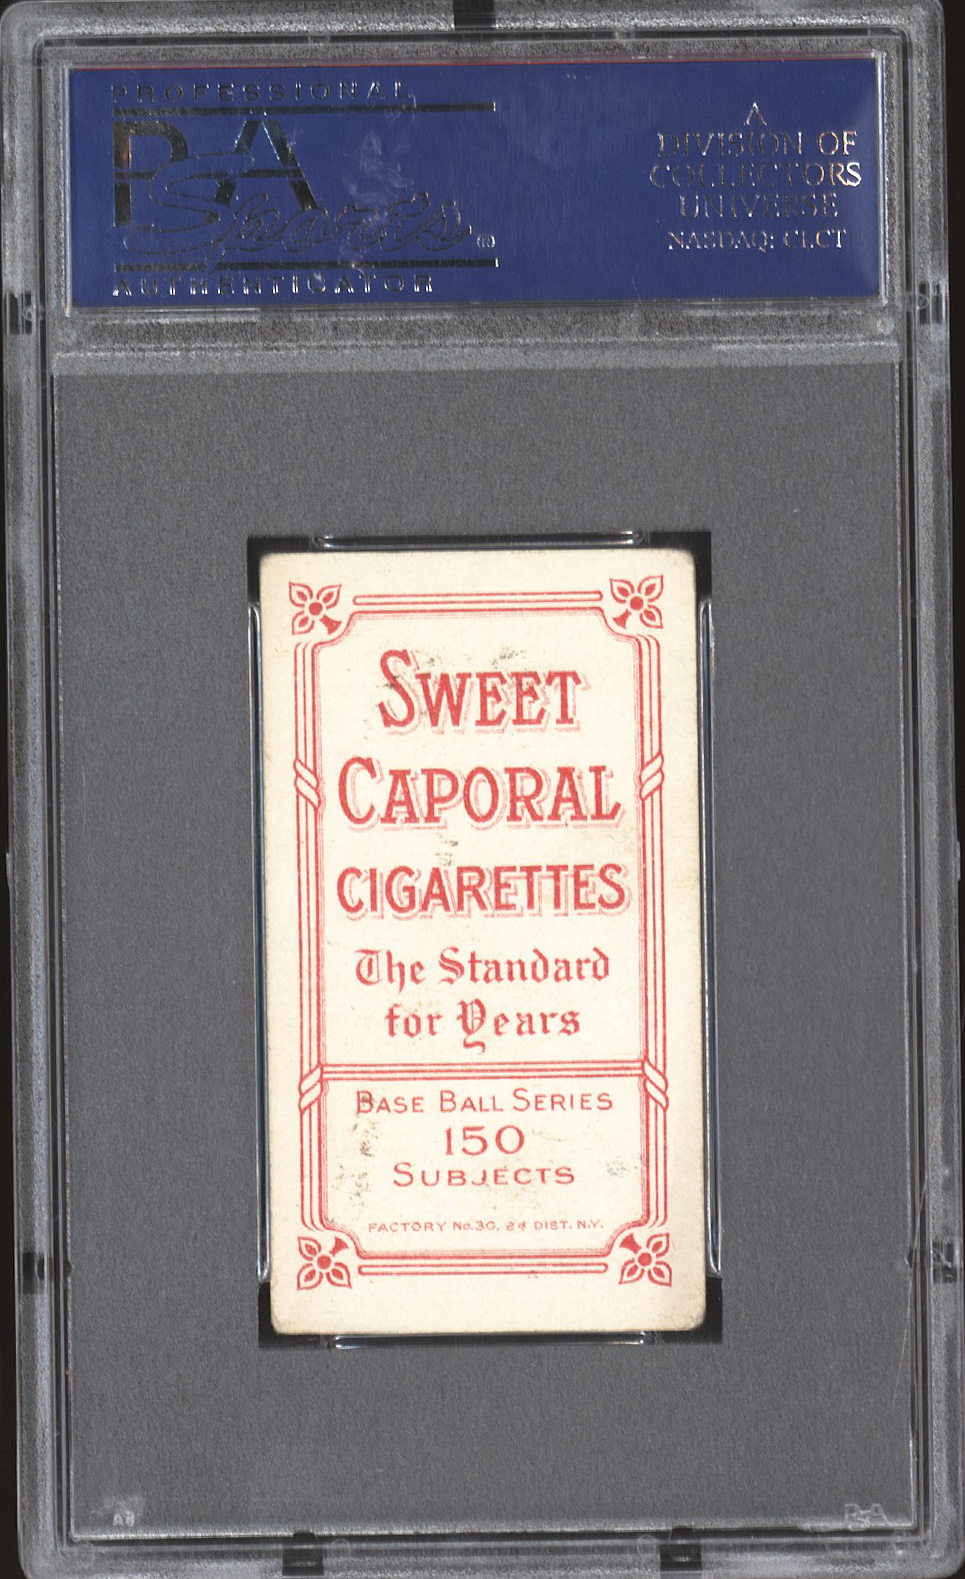 PROFESSIONAL
PSA
Sports
®
AUTHENTICATOR
A
DIVISION OF
COLLECTORS
UNIVERSE
NASDAQ: CLCT
SWEET
CAPORAL
CIGARETTES
The Standard
for Years
BASE BALL SERIES
150
SUBJECTS
FACTORY No. 30, 2d DIST. N.Y.
PSA